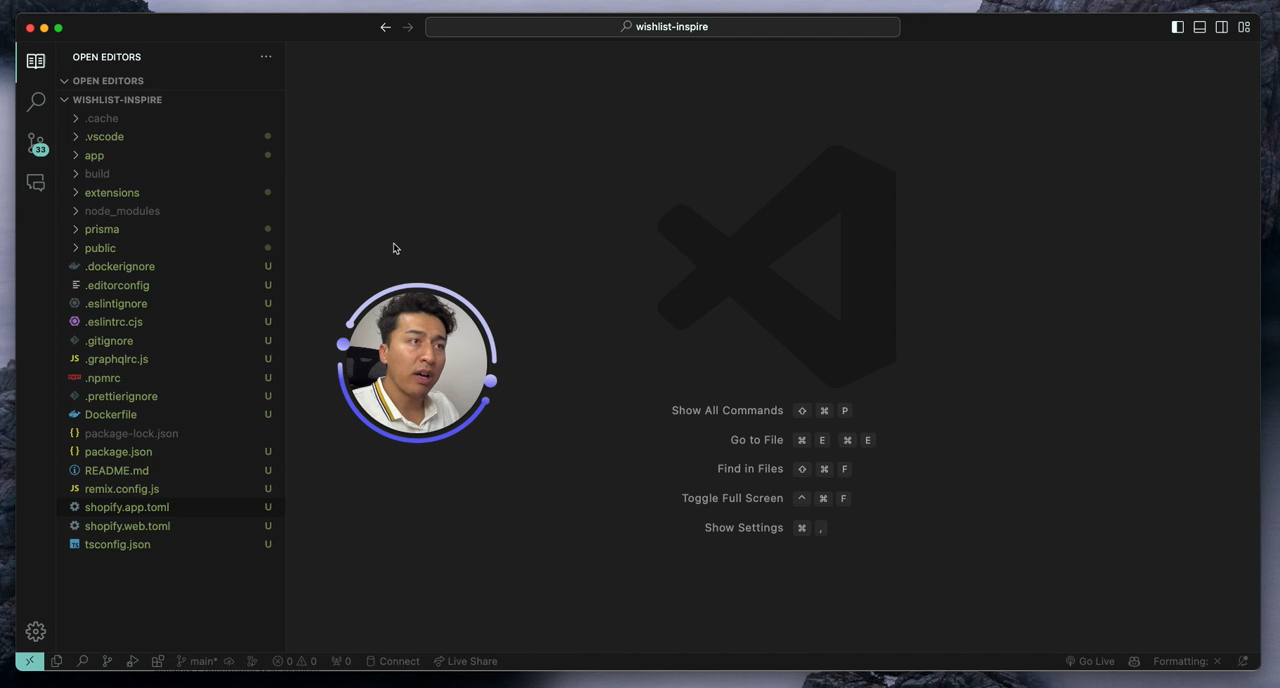 wishlist-inspire
OPEN EDITORS
OPEN EDITORS
WISHLIST-INSPIRE
.cache
.vscode
app
build
extensions
node_modules
prisma
public
.dockerignore U
.editorconfig U
.eslintignore U
.eslintrc.cjs U
.gitignore U
JS .graphqlrc.js U
.npmrc U
.prettierignore U
Dockerfile U
{} package-lock.json
{} package.json U
README.md U
JS remix.config.js U
shopify.app.toml U
shopify.web.toml U
TS tsconfig.json U
33
Show All Commands ⇧ ⌘ P
Go to File ⌘ E ⌘ E
Find in Files ⇧ ⌘ F
Toggle Full Screen ^ ⌘ F
Show Settings ⌘ ,
main* 0 0 0 Connect Live Share Go Live Formatting: ×